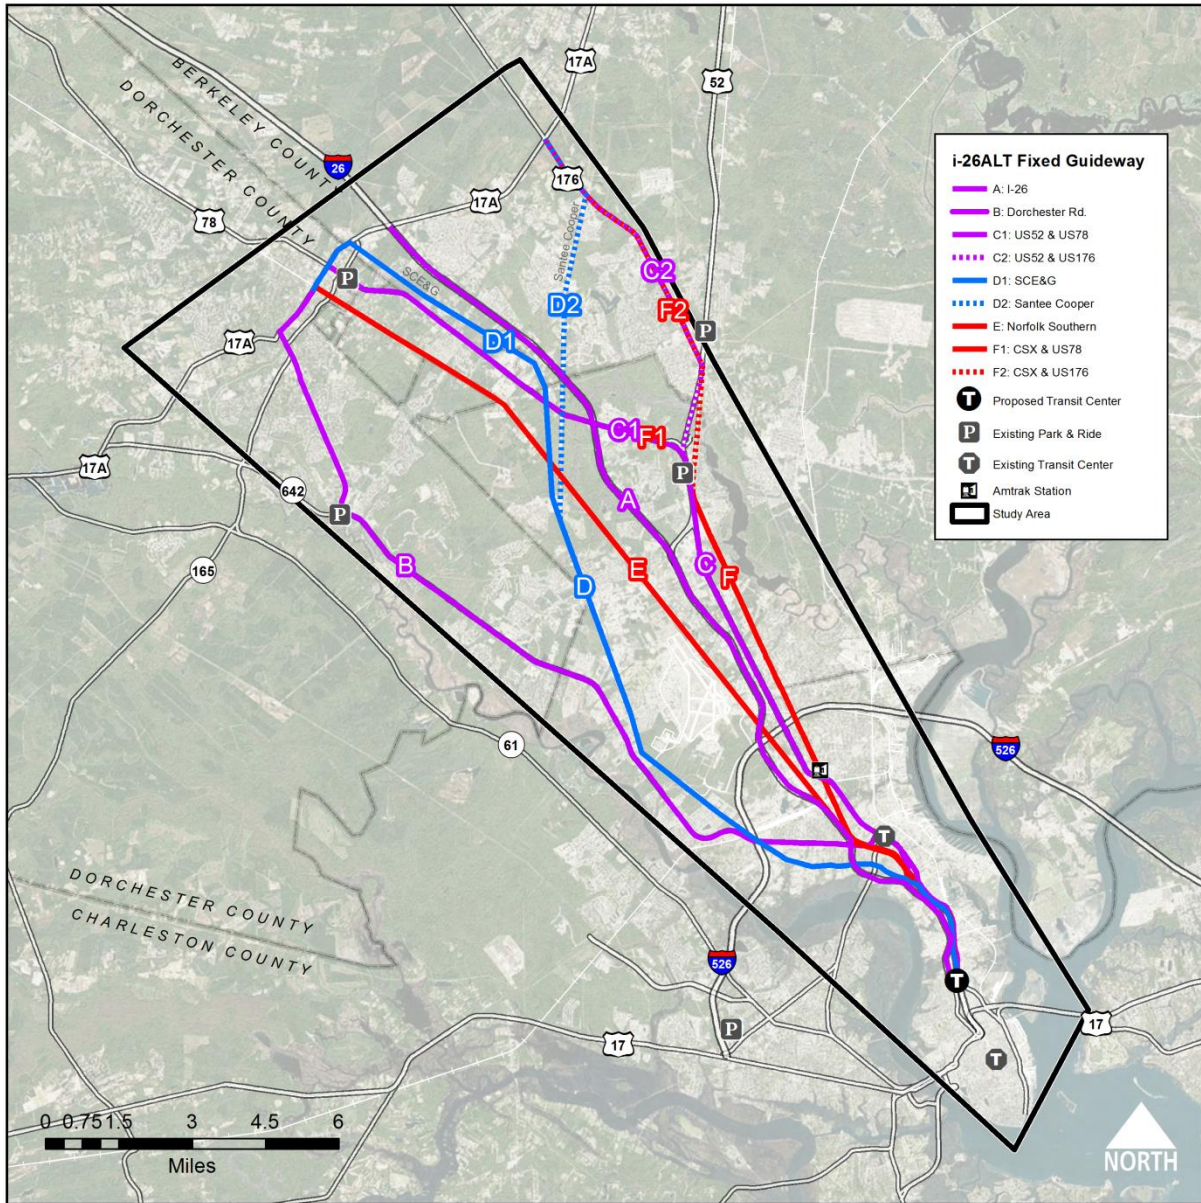 17A
52
BERKELEY COUNTY
DORCHESTER COUNTY
26
176
17A
78
i-26ALT Fixed Guideway
A: I-26
B: Dorchester Rd.
C1: US52 & US78
C2: US52 & US176
D1: SCE&G
D2: Santee Cooper
E: Norfolk Southern
F1: CSX & US78
F2: CSX & US176
T Proposed Transit Center
P Existing Park & Ride
T Existing Transit Center
Amtrak Station
Study Area
P
SCE&G
Santee Cooper
C2
D2
F2
P
D1
17A
C1
F1
17A
P
642
A
P
B
165
E
C
F
D
61
526
T
DORCHESTER COUNTY
CHARLESTON COUNTY
526
T
P
17
17
T
0 0.75 1.5 3 4.5 6
Miles
NORTH